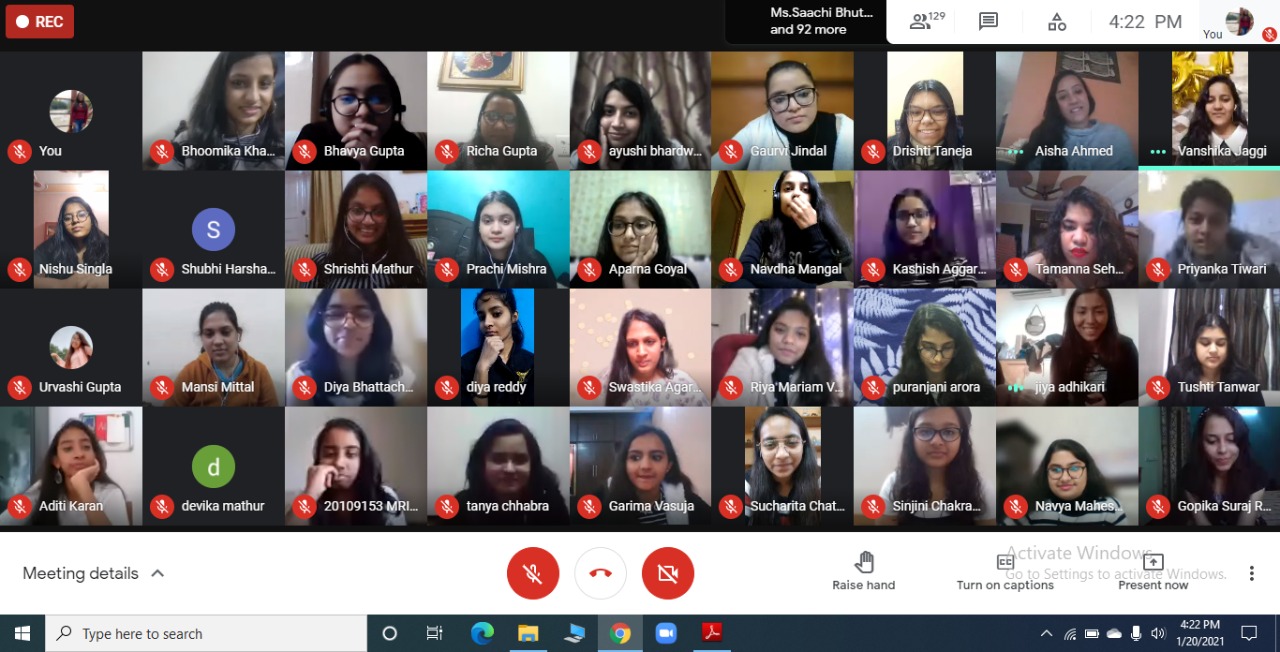 REC
Ms.Saachi Bhut...
and 92 more
129
4:22 PM
You
You
Bhoomika Kha...
Bhavya Gupta
Richa Gupta
ayushi bhardw...
Gaurvi Jindal
Drishti Taneja
Aisha Ahmed
Vanshika Jaggi
Nishu Singla
S
Shubhi Harsha...
Shrishti Mathur
Prachi Mishra
Aparna Goyal
Navdha Mangal
Kashish Aggar...
Tamanna Seh...
Priyanka Tiwari
Urvashi Gupta
Mansi Mittal
Diya Bhattach...
diya reddy
Swastika Agar...
Riya Mariam V...
puranjani arora
jiya adhikari
Tushti Tanwar
Aditi Karan
d
devika mathur
20109153 MRI...
tanya chhabra
Garima Vasuja
Sucharita Chat...
Sinjini Chakra...
Navya Mahes...
Gopika Suraj R...
Meeting details
Raise hand
CC
Turn on captions
Present now
Activate Windows
Go to Settings to activate Windows.
Type here to search
4:22 PM
1/20/2021